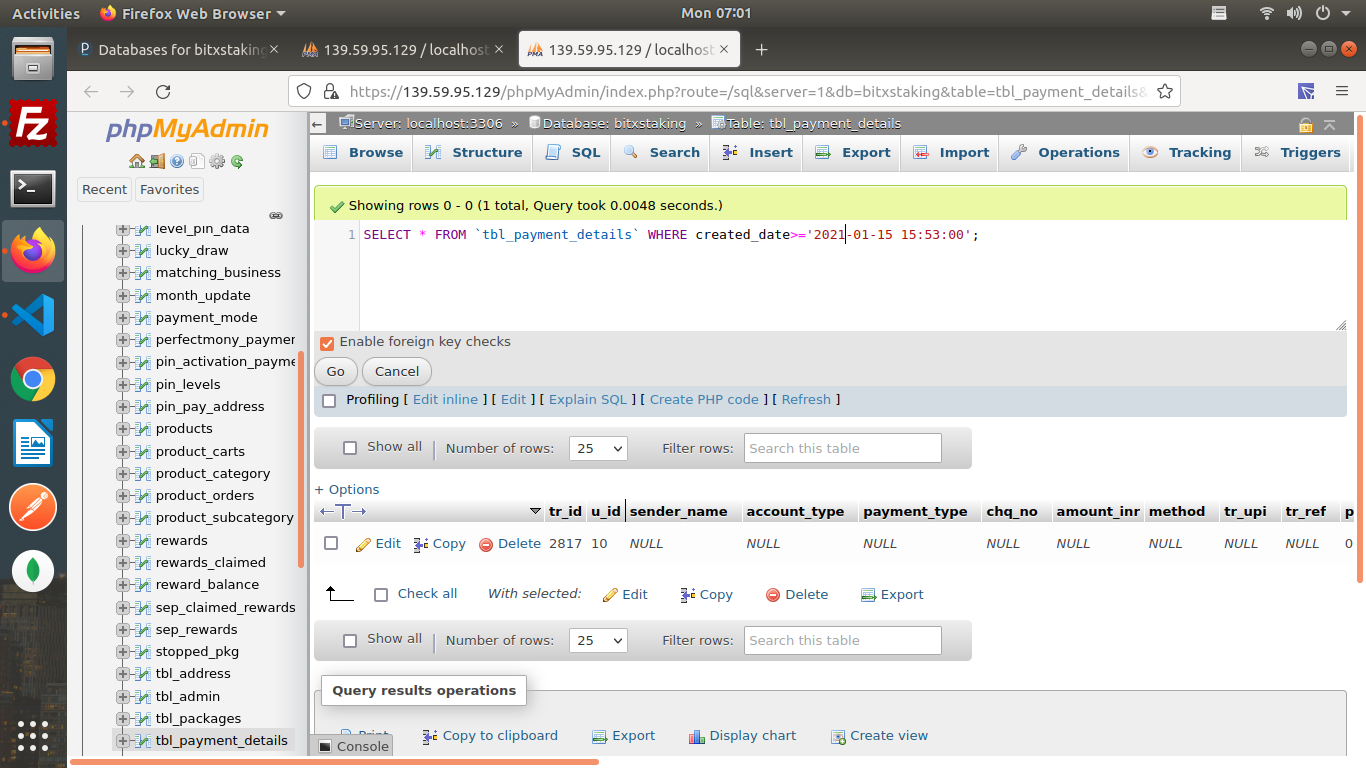 Activities Firefox Web Browser Mon 07:01
Databases for bitxstaking 139.59.95.129 / localhost 139.59.95.129 / localhost
https://139.59.95.129/phpMyAdmin/index.php?route=/sql&server=1&db=bitxstaking&table=tbl_payment_details&
phpMyAdmin
Recent Favorites
level_pin_data
lucky_draw
matching_business
month_update
payment_mode
perfectmony_paymer
pin_activation_payme
pin_levels
pin_pay_address
products
product_carts
product_category
product_orders
product_subcategory
rewards
rewards_claimed
reward_balance
sep_claimed_rewards
sep_rewards
stopped_pkg
tbl_address
tbl_admin
tbl_packages
tbl_payment_details
Server: localhost:3306 » Database: bitxstaking » Table: tbl_payment_details
Browse Structure SQL Search Insert Export Import Operations Tracking Triggers
Showing rows 0 - 0 (1 total, Query took 0.0048 seconds.)
1 SELECT * FROM `tbl_payment_details` WHERE created_date>='2021-01-15 15:53:00';
Enable foreign key checks
Go Cancel
Profiling [ Edit inline ] [ Edit ] [ Explain SQL ] [ Create PHP code ] [ Refresh ]
Show all Number of rows: 25 Filter rows: Search this table
+ Options
tr_id u_id sender_name account_type payment_type chq_no amount_inr method tr_upi tr_ref p
Edit Copy Delete 2817 10 NULL NULL NULL NULL NULL NULL NULL NULL 0
Check all With selected: Edit Copy Delete Export
Show all Number of rows: 25 Filter rows: Search this table
Query results operations
Print Copy to clipboard Export Display chart Create view
Console